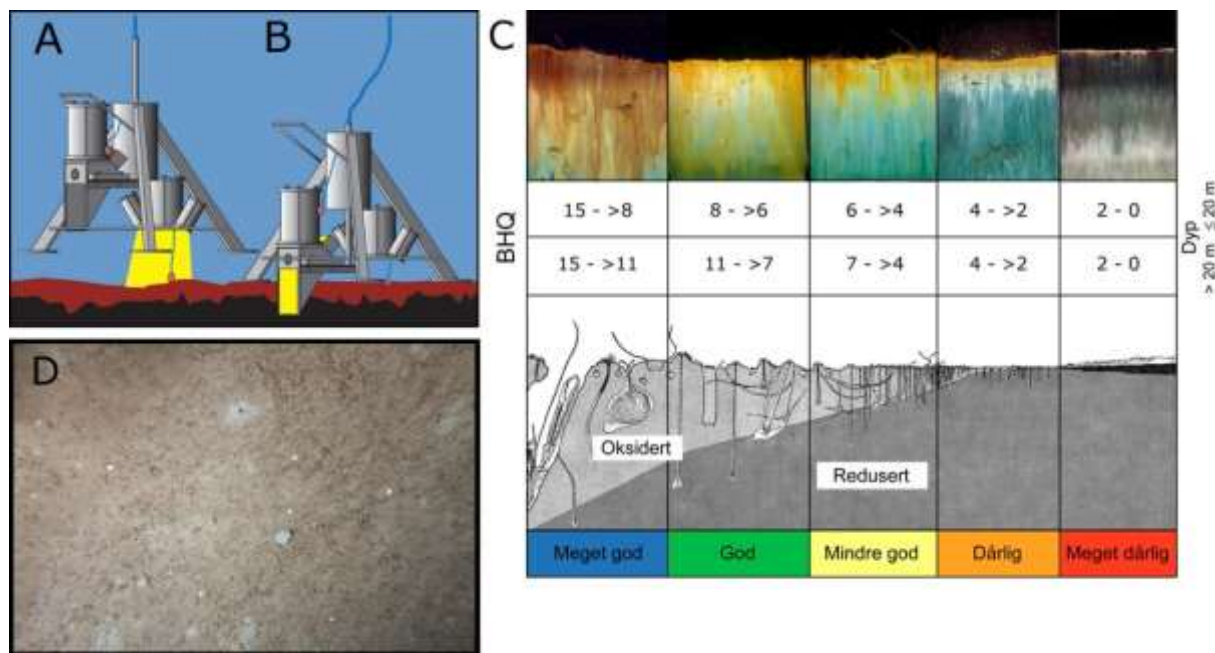 A
B
C
D
BHQ
15 - >8
8 - >6
6 - >4
4 - >2
2 - 0
15 - >11
11 - >7
7 - >4
4 - >2
2 - 0
Dyp
> 20 m ≤ 20 m
Oksidert
Redusert
Meget god
God
Mindre god
Dårlig
Meget dårlig